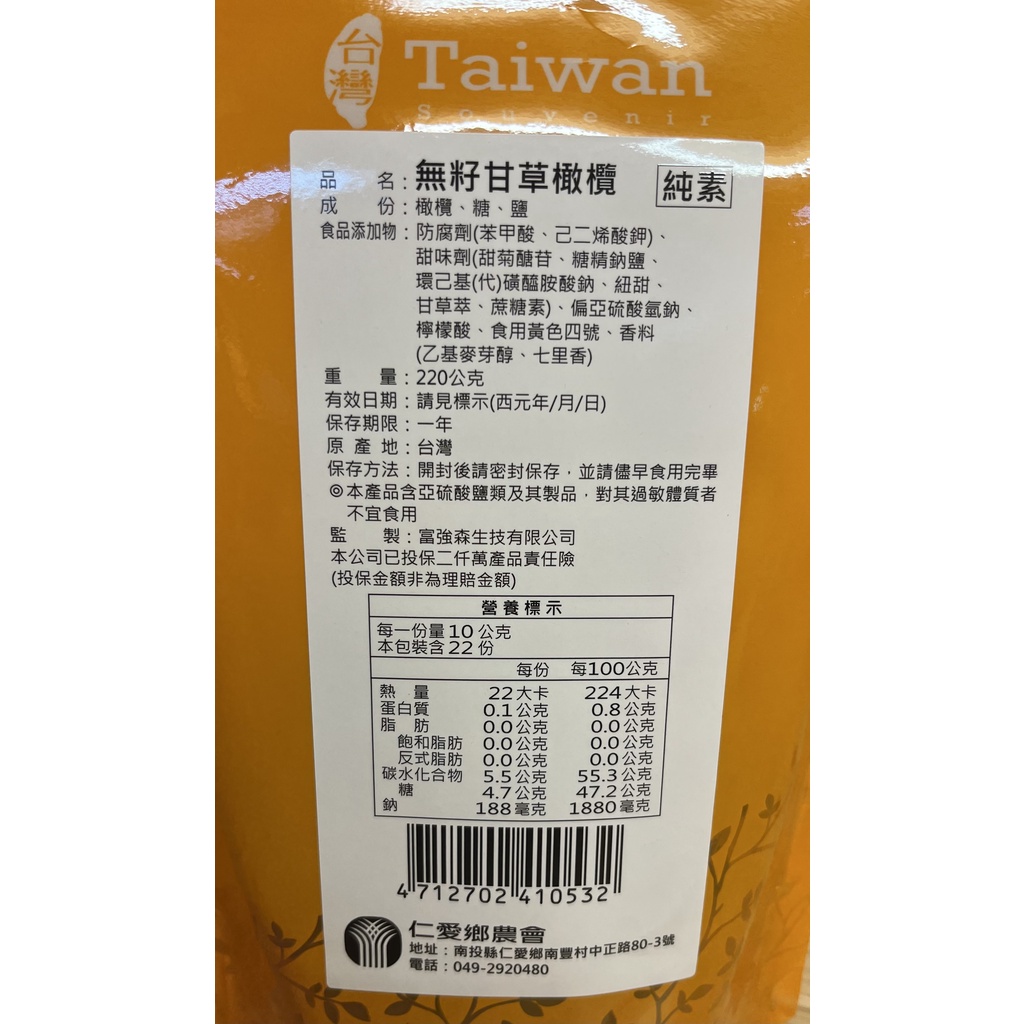 台灣
Taiwan
Souvenir
品 名：無籽甘草橄欖 純素
成 份：橄欖、糖、鹽
食品添加物：防腐劑(苯甲酸、己二烯酸鉀)、
甜味劑(甜菊醣苷、糖精鈉鹽、
環己基(代)磺醯胺酸鈉、紐甜、
甘草萃、蔗糖素)、偏亞硫酸氫鈉、
檸檬酸、食用黃色四號、香料
(乙基麥芽醇、七里香)
重 量：220公克
有效日期：請見標示(西元年/月/日)
保存期限：一年
原 產 地：台灣
保存方法：開封後請密封保存，並請儘早食用完畢
◎本產品含亞硫酸鹽類及其製品，對其過敏體質者
不宜食用
監 製：富強森生技有限公司
本公司已投保二仟萬產品責任險
(投保金額非為理賠金額)
營養標示
每一份量10公克
本包裝含22份
每份 每100公克
熱 量 22大卡 224大卡
蛋白質 0.1公克 0.8公克
脂 肪 0.0公克 0.0公克
飽和脂肪 0.0公克 0.0公克
反式脂肪 0.0公克 0.0公克
碳水化合物 5.5公克 55.3公克
糖 4.7公克 47.2公克
鈉 188毫克 1880毫克
4 712702 410532
仁愛鄉農會
地址：南投縣仁愛鄉南豐村中正路80-3號
電話：049-2920480